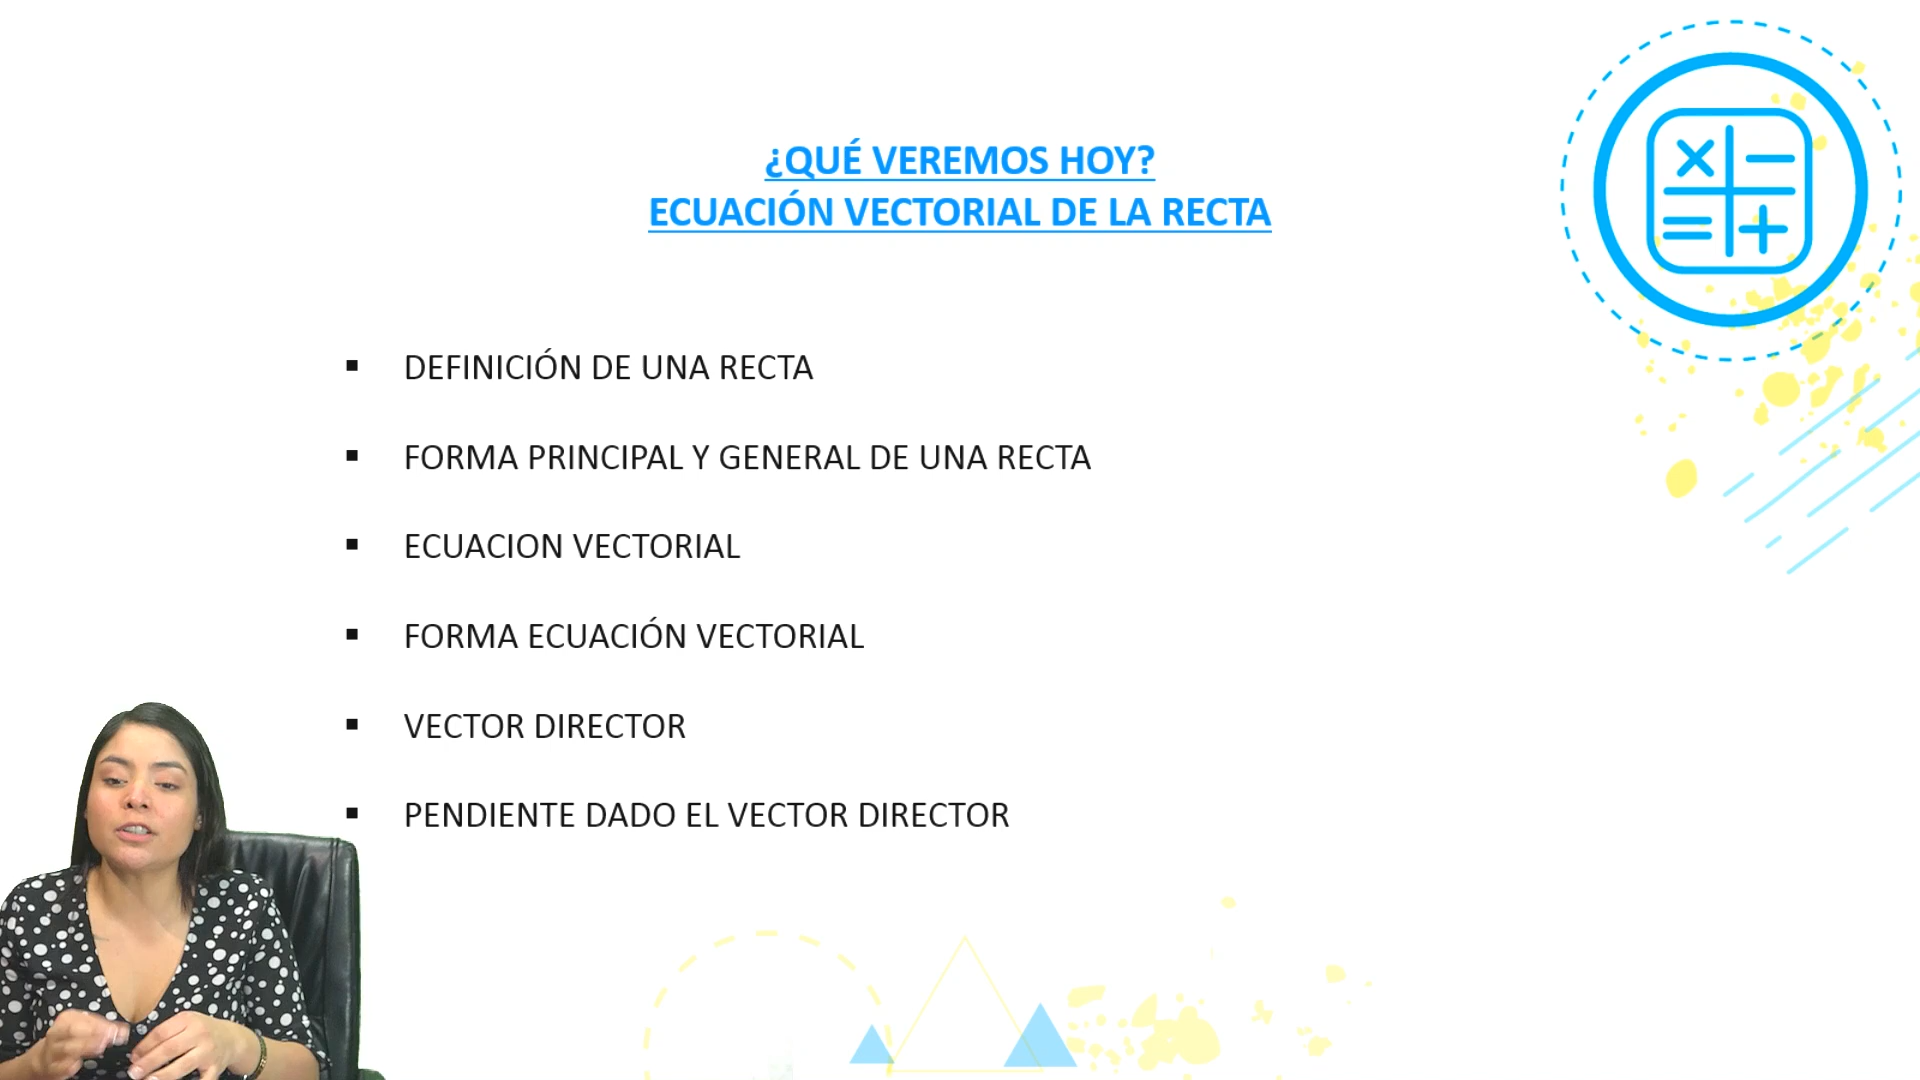 ¿QUÉ VEREMOS HOY?
ECUACIÓN VECTORIAL DE LA RECTA
▪ DEFINICIÓN DE UNA RECTA
▪ FORMA PRINCIPAL Y GENERAL DE UNA RECTA
▪ ECUACION VECTORIAL
▪ FORMA ECUACIÓN VECTORIAL
▪ VECTOR DIRECTOR
▪ PENDIENTE DADO EL VECTOR DIRECTOR